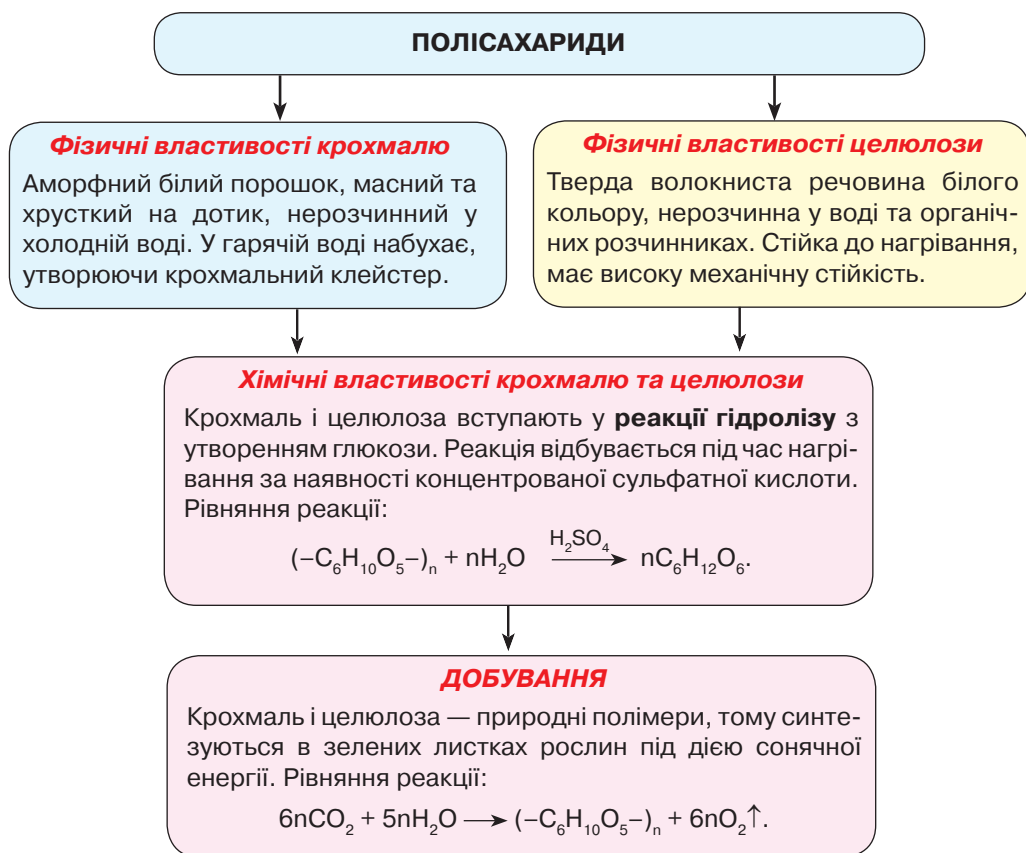 ПОЛІСАХАРИДИ
Фізичні властивості крохмалю
Аморфний білий порошок, масний та
хрусткий на дотик, нерозчинний у
холодній воді. У гарячій воді набухає,
утворюючи крохмальний клейстер.
Фізичні властивості целюлози
Тверда волокниста речовина білого
кольору, нерозчинна у воді та органіч-
них розчинниках. Стійка до нагрівання,
має високу механічну стійкість.
Хімічні властивості крохмалю та целюлози
Крохмаль і целюлоза вступають у реакції гідролізу з
утворенням глюкози. Реакція відбувається під час нагрі-
вання за наявності концентрованої сульфатної кислоти.
Рівняння реакції:
(–C₆H₁₀O₅–)ₙ + nH₂O —H₂SO₄→ nC₆H₁₂O₆.
ДОБУВАННЯ
Крохмаль і целюлоза — природні полімери, тому синте-
зуються в зелених листках рослин під дією сонячної
енергії. Рівняння реакції:
6nCO₂ + 5nH₂O ⟶ (–C₆H₁₀O₅–)ₙ + 6nO₂↑.